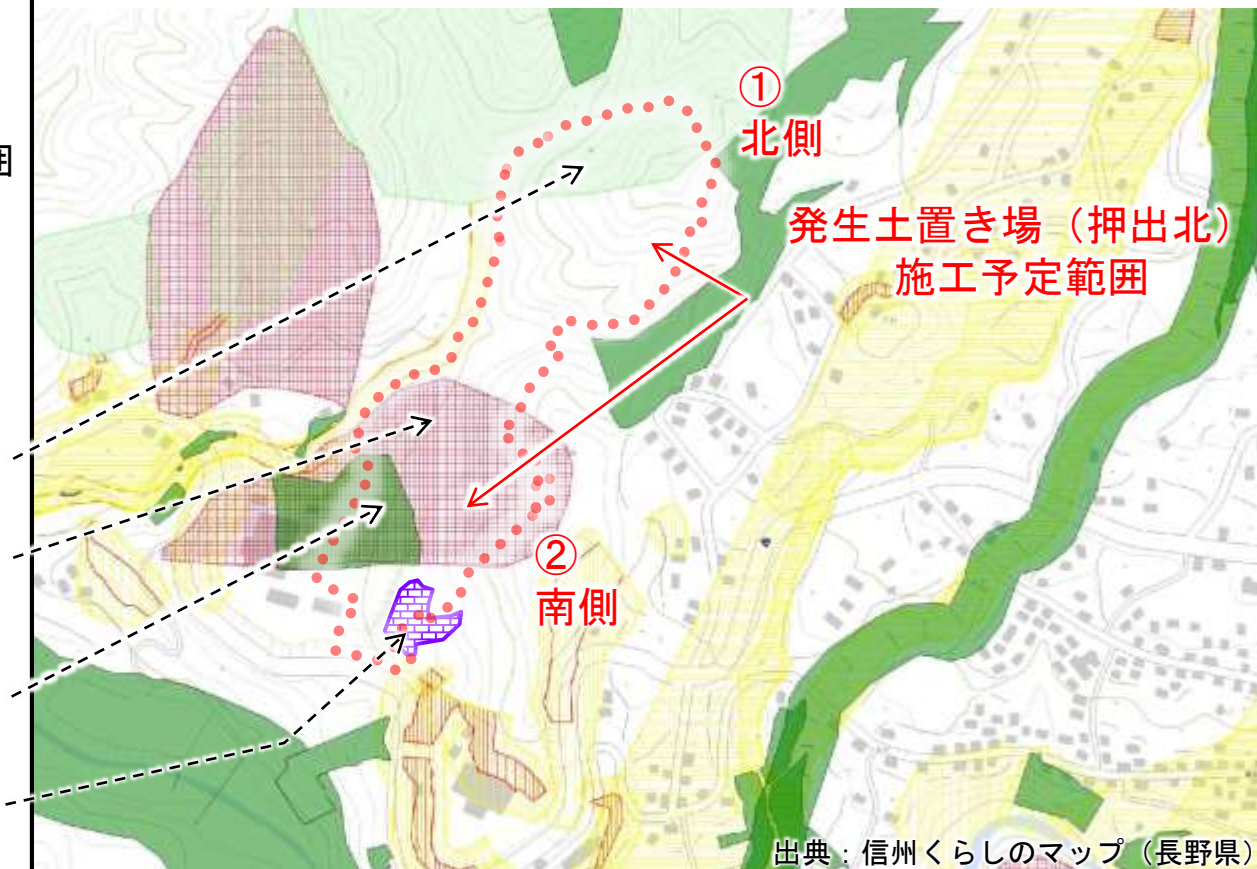 囲
①
北側
発生土置き場（押出北）
施工予定範囲
②
南側
出典：信州くらしのマップ（長野県）